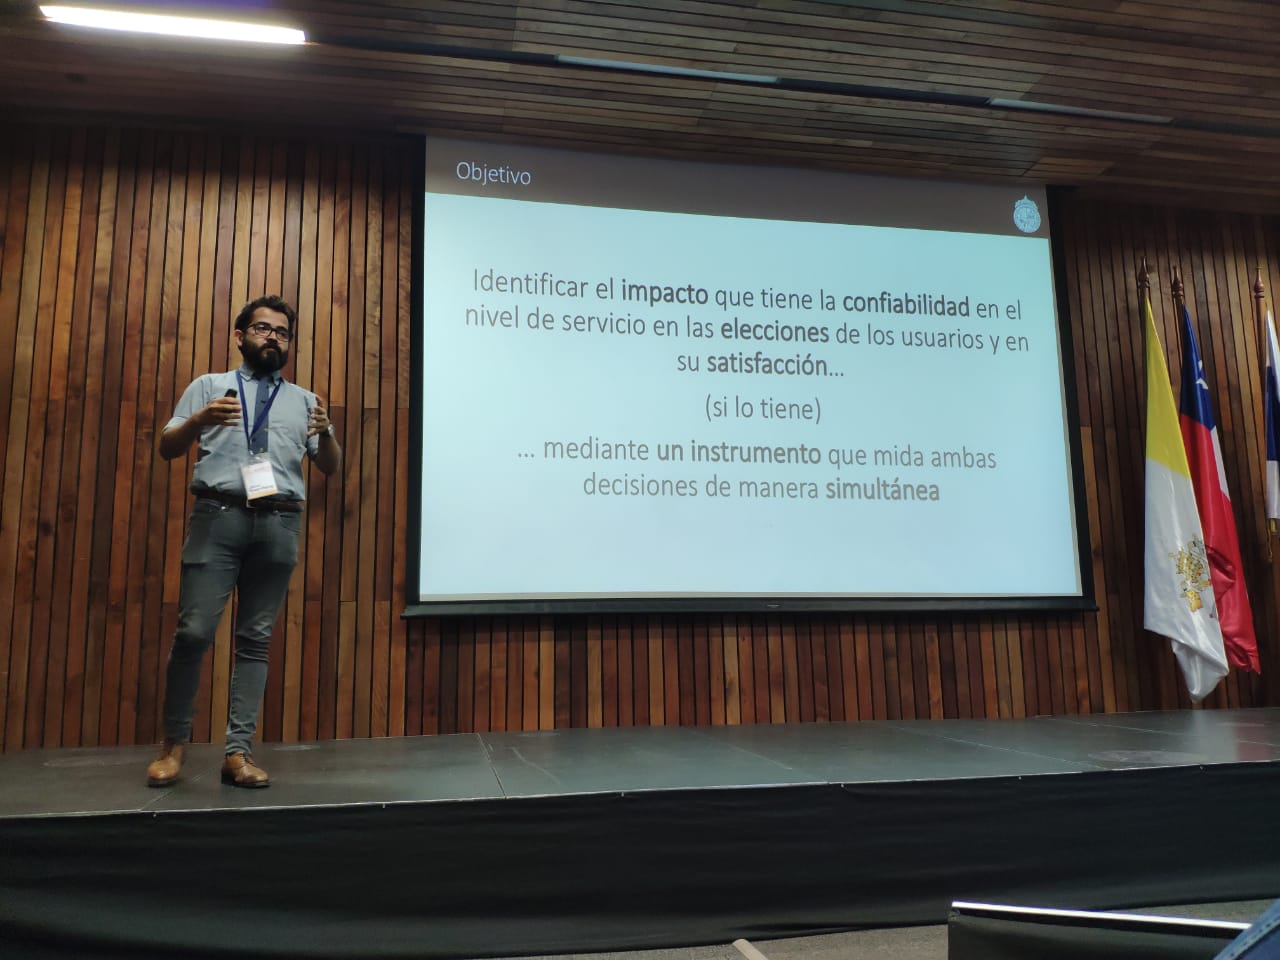 Objetivo
Identificar el impacto que tiene la confiabilidad en el
nivel de servicio en las elecciones de los usuarios y en
su satisfacción...
(si lo tiene)
... mediante un instrumento que mida ambas
decisiones de manera simultánea